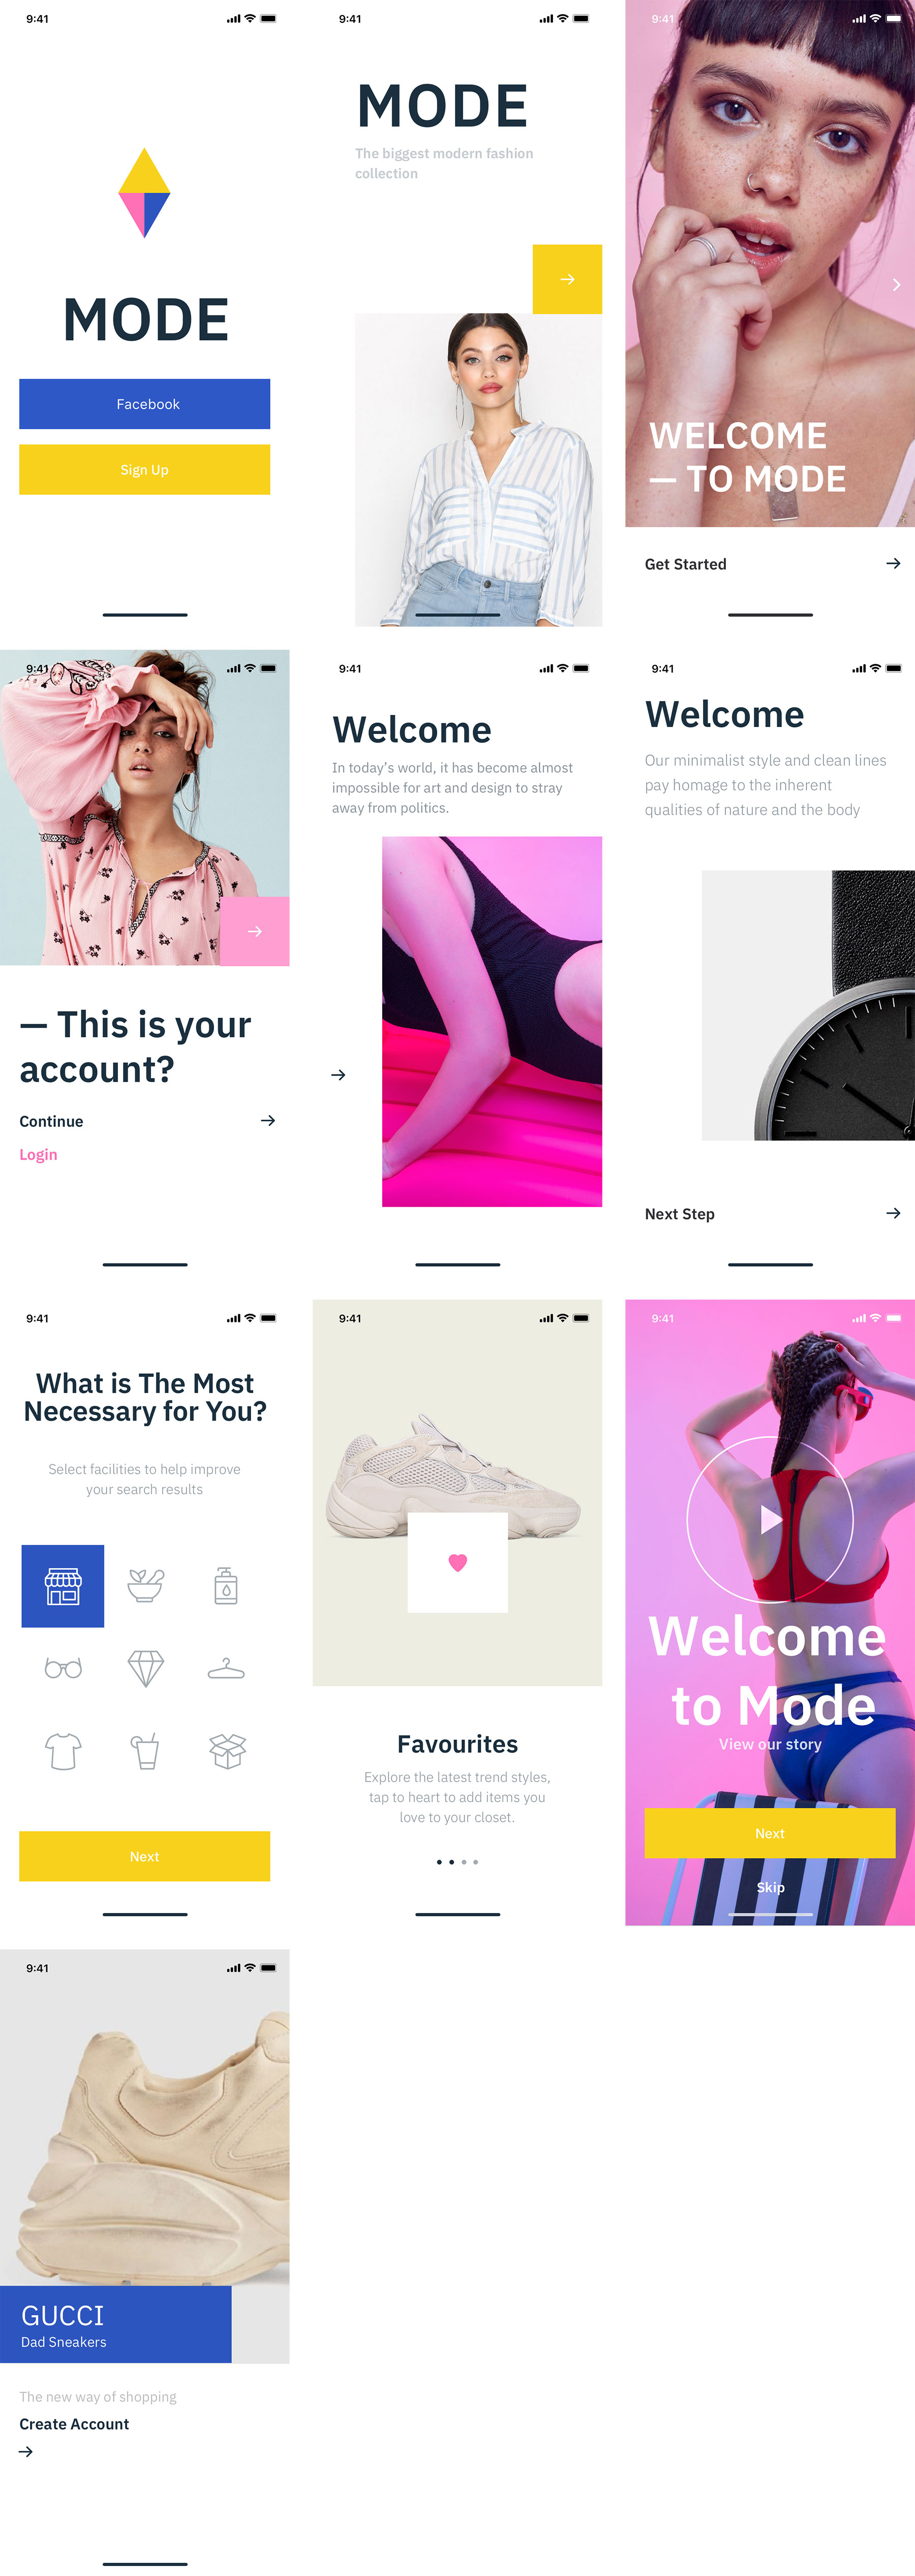 9:41
MODE
Facebook
Sign Up
9:41
MODE
The biggest modern fashion
collection
9:41
WELCOME
— TO MODE
Get Started
9:41
— This is your
account?
Continue
Login
9:41
Welcome
In today’s world, it has become almost
impossible for art and design to stray
away from politics.
9:41
Welcome
Our minimalist style and clean lines
pay homage to the inherent
qualities of nature and the body
Next Step
9:41
What is The Most
Necessary for You?
Select facilities to help improve
your search results
Next
9:41
Favourites
Explore the latest trend styles,
tap to heart to add items you
love to your closet.
9:41
Welcome
to Mode
View our story
Next
Skip
9:41
GUCCI
Dad Sneakers
The new way of shopping
Create Account